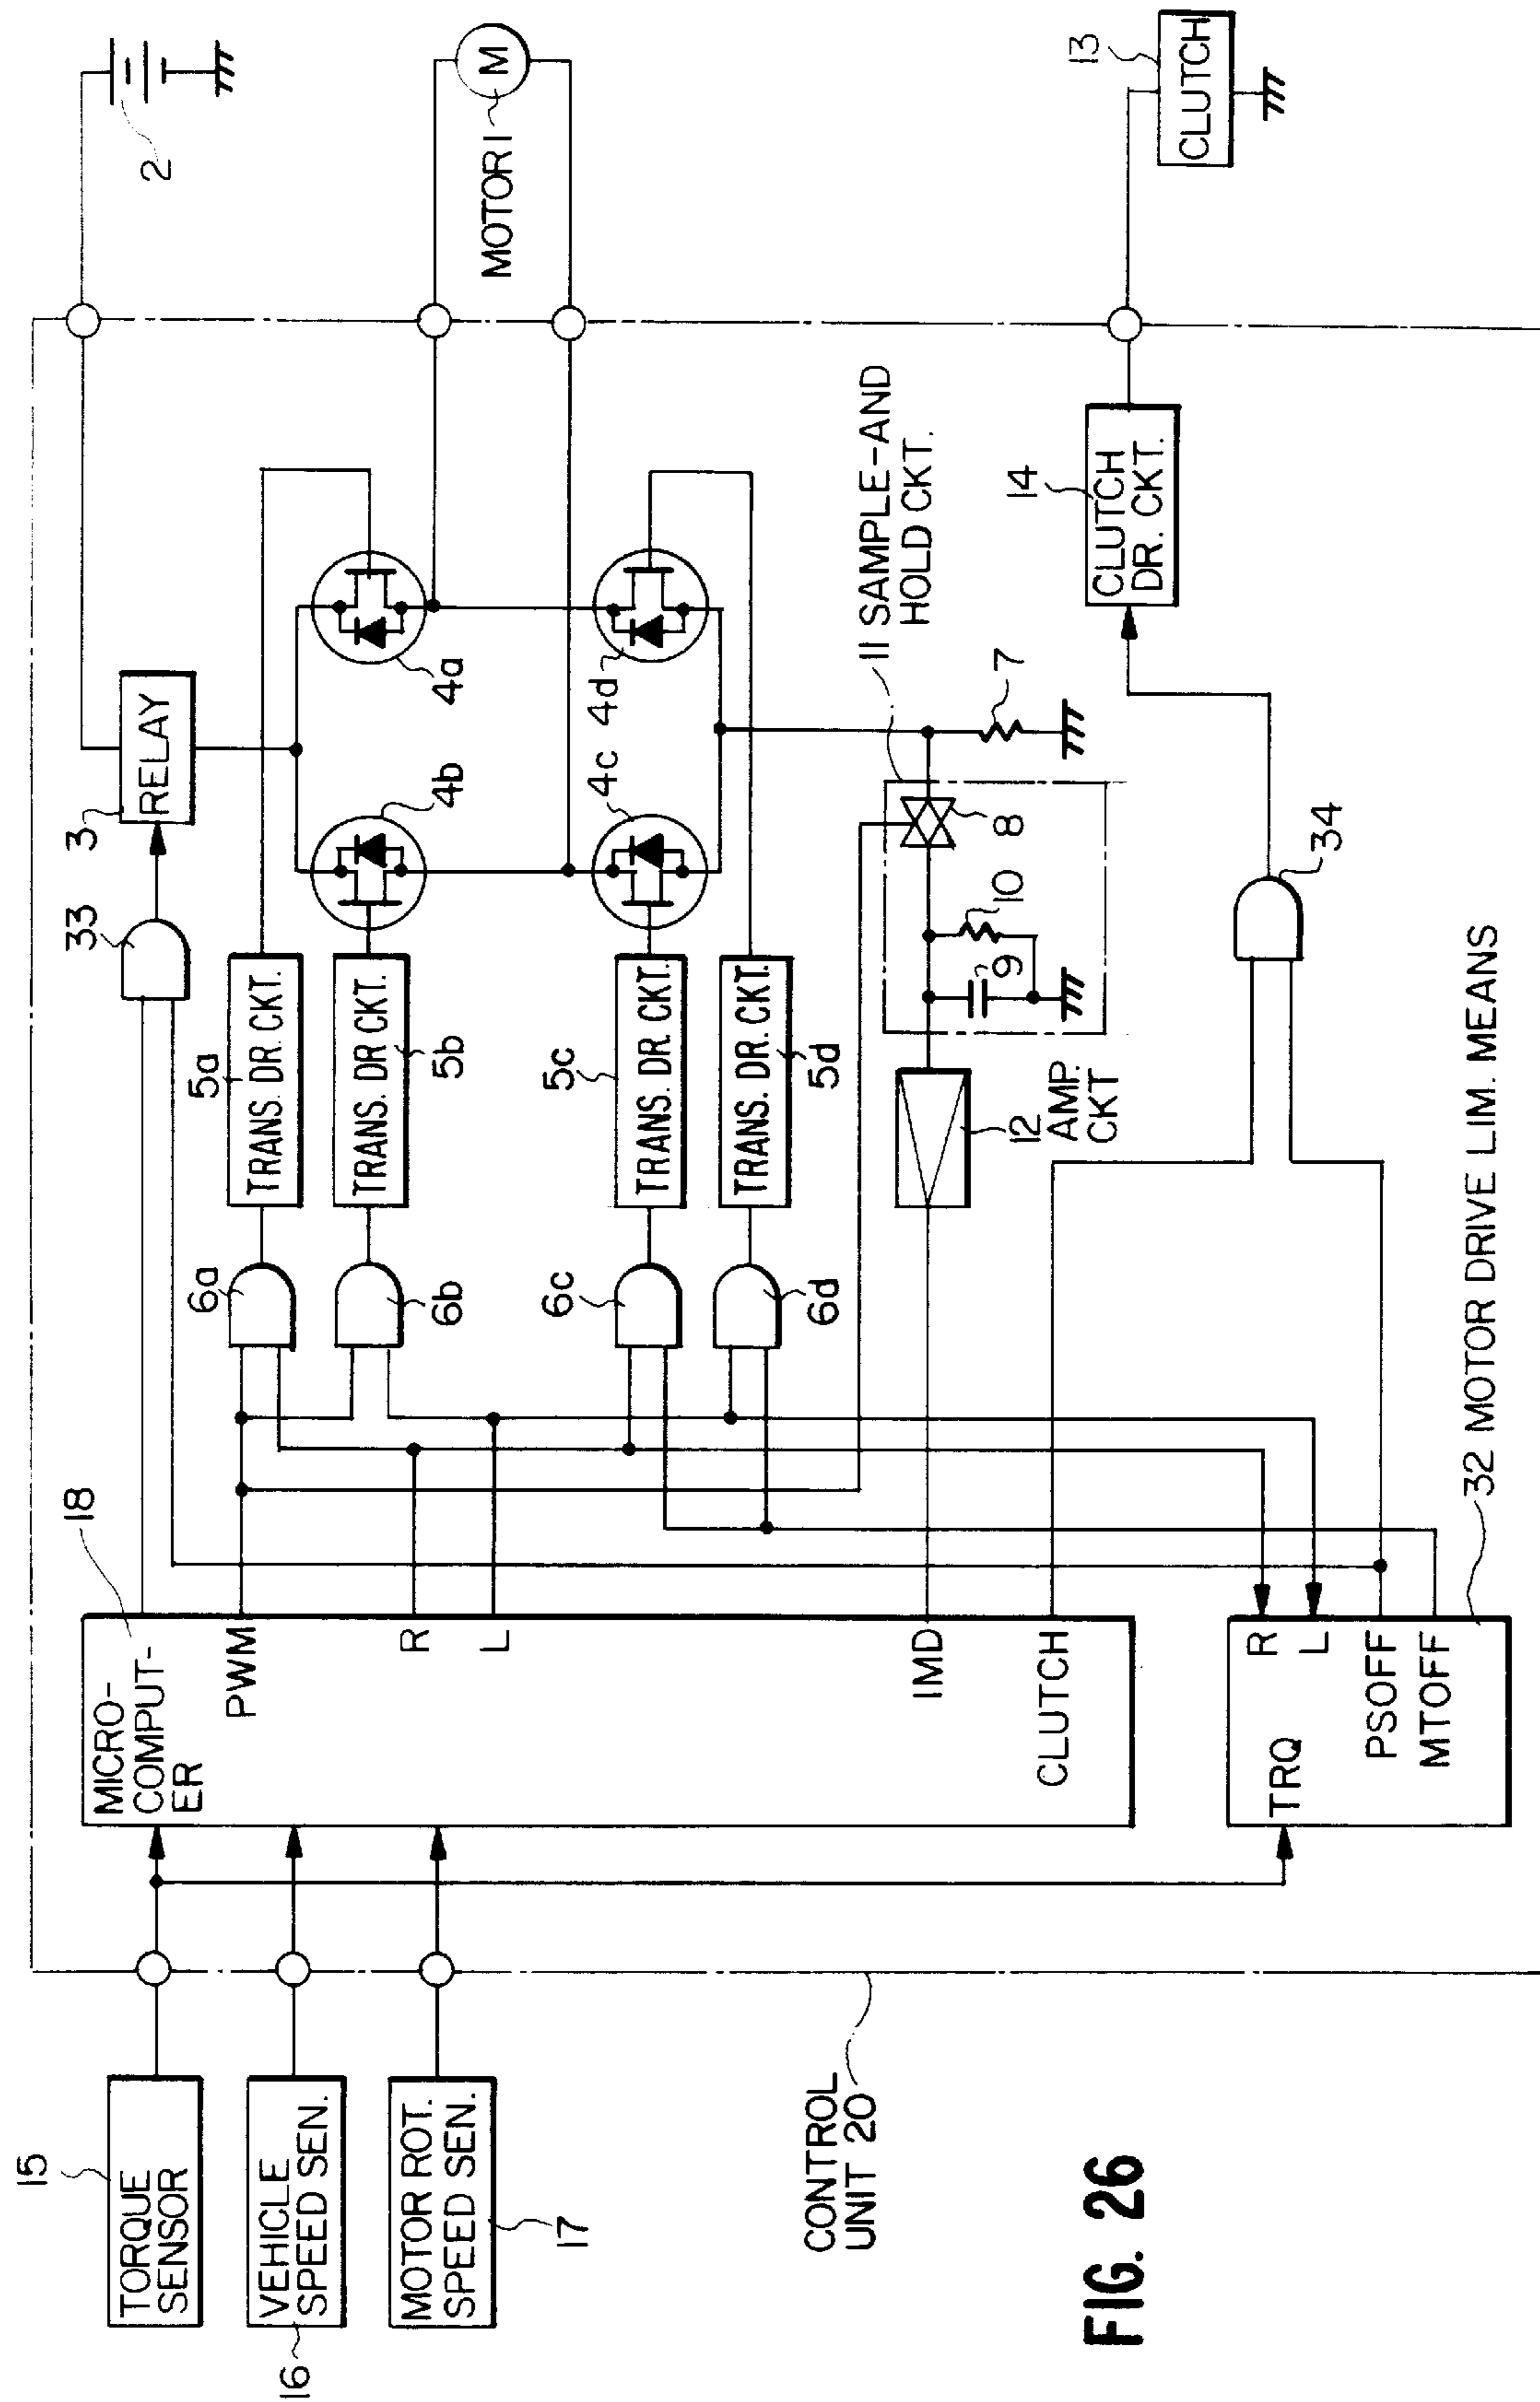 15
TORQUE
SENSOR
16
VEHICLE
SPEED SEN.
MOTOR ROT.
SPEED SEN.
17
CONTROL
UNIT 20
18
MICRO-
COMPUT-
ER
PWM
R
L
IMD
CLUTCH
TRQ
R
L
PSOFF
MTOFF
32 MOTOR DRIVE LIM. MEANS
6a
6b
6c
6d
5a
TRANS. DR. CKT.
TRANS. DR CKT.
5b
5c
TRANS. DR. CKT.
TRANS. DR. CKT.
5d
33
3
RELAY
4b
4a
4c
4d
12 AMP.
CKT
9
10
8
7
11 SAMPLE-AND
HOLD CKT.
34
14
CLUTCH
DR. CKT.
2
MOTOR 1
M
13
CLUTCH
FIG. 26